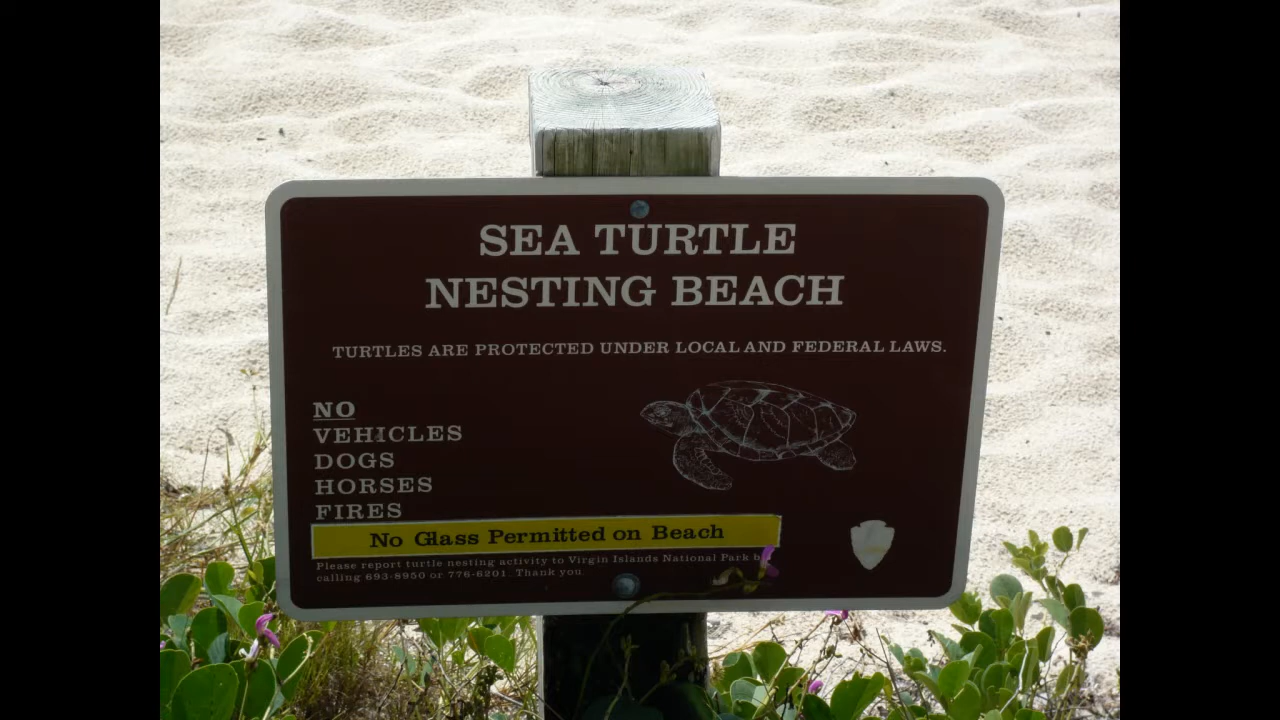 SEA TURTLE
NESTING BEACH
TURTLES ARE PROTECTED UNDER LOCAL AND FEDERAL LAWS.
NO
VEHICLES
DOGS
HORSES
FIRES
No Glass Permitted on Beach
Please report turtle nesting activity to Virgin Islands National Park b
calling 693-8950 or 776-6201. Thank you.